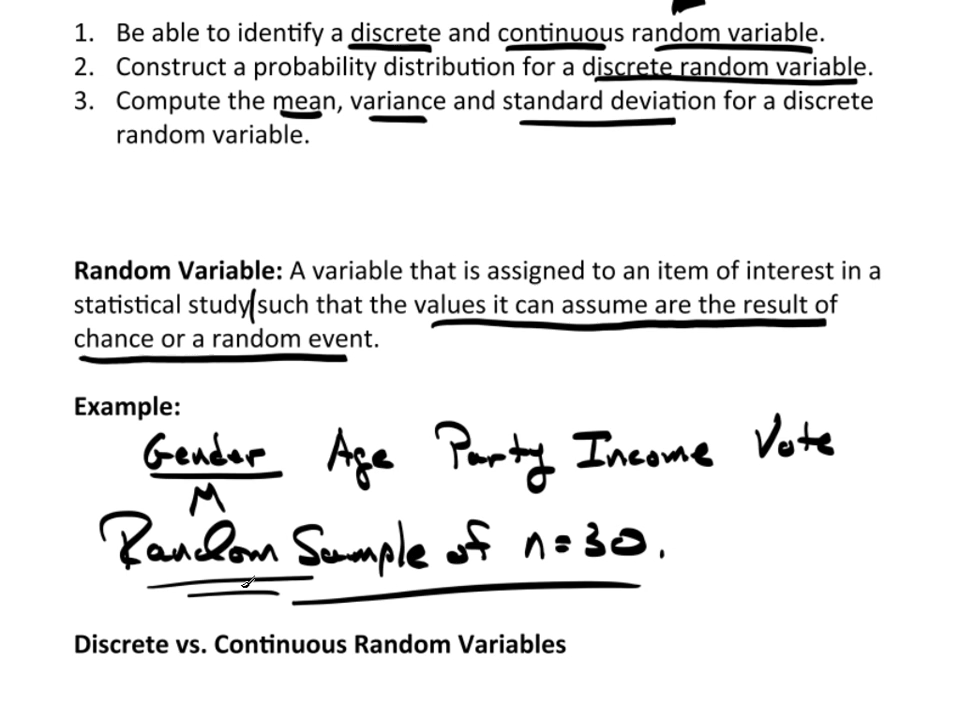 1. Be able to identify a discrete and continuous random variable.
2. Construct a probability distribution for a discrete random variable.
3. Compute the mean, variance and standard deviation for a discrete
random variable.
Random Variable: A variable that is assigned to an item of interest in a
statistical study such that the values it can assume are the result of
chance or a random event.
Example:
Gender Age Party Income Vote
M
Random Sample of n=30.
Discrete vs. Continuous Random Variables